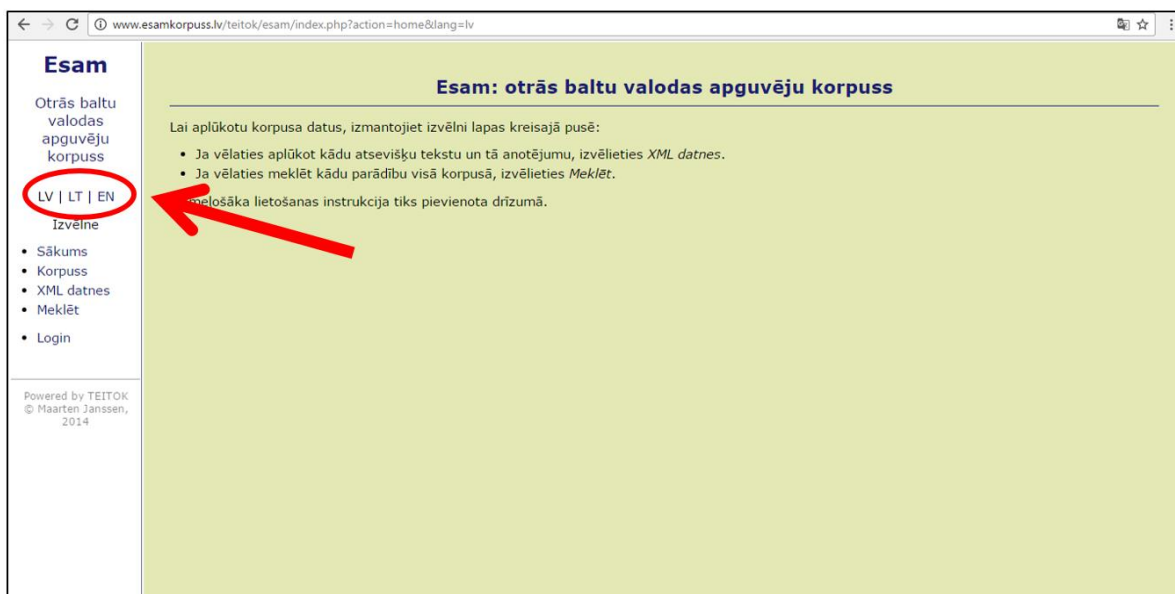 www.esamkorpuss.lv/teitok/esam/index.php?action=home&lang=lv
Esam
Otrās baltu
valodas
apguvēju
korpuss
LV | LT | EN
Izvēlne
• Sākums
• Korpuss
• XML datnes
• Meklēt
• Login
Powered by TEITOK
© Maarten Janssen,
2014
Esam: otrās baltu valodas apguvēju korpuss
Lai aplūkotu korpusa datus, izmantojiet izvēlni lapas kreisajā pusē:
• Ja vēlaties aplūkot kādu atsevišķu tekstu un tā anotējumu, izvēlieties XML datnes.
• Ja vēlaties meklēt kādu parādību visā korpusā, izvēlieties Meklēt.
lietošanas instrukcija tiks pievienota drīzumā.